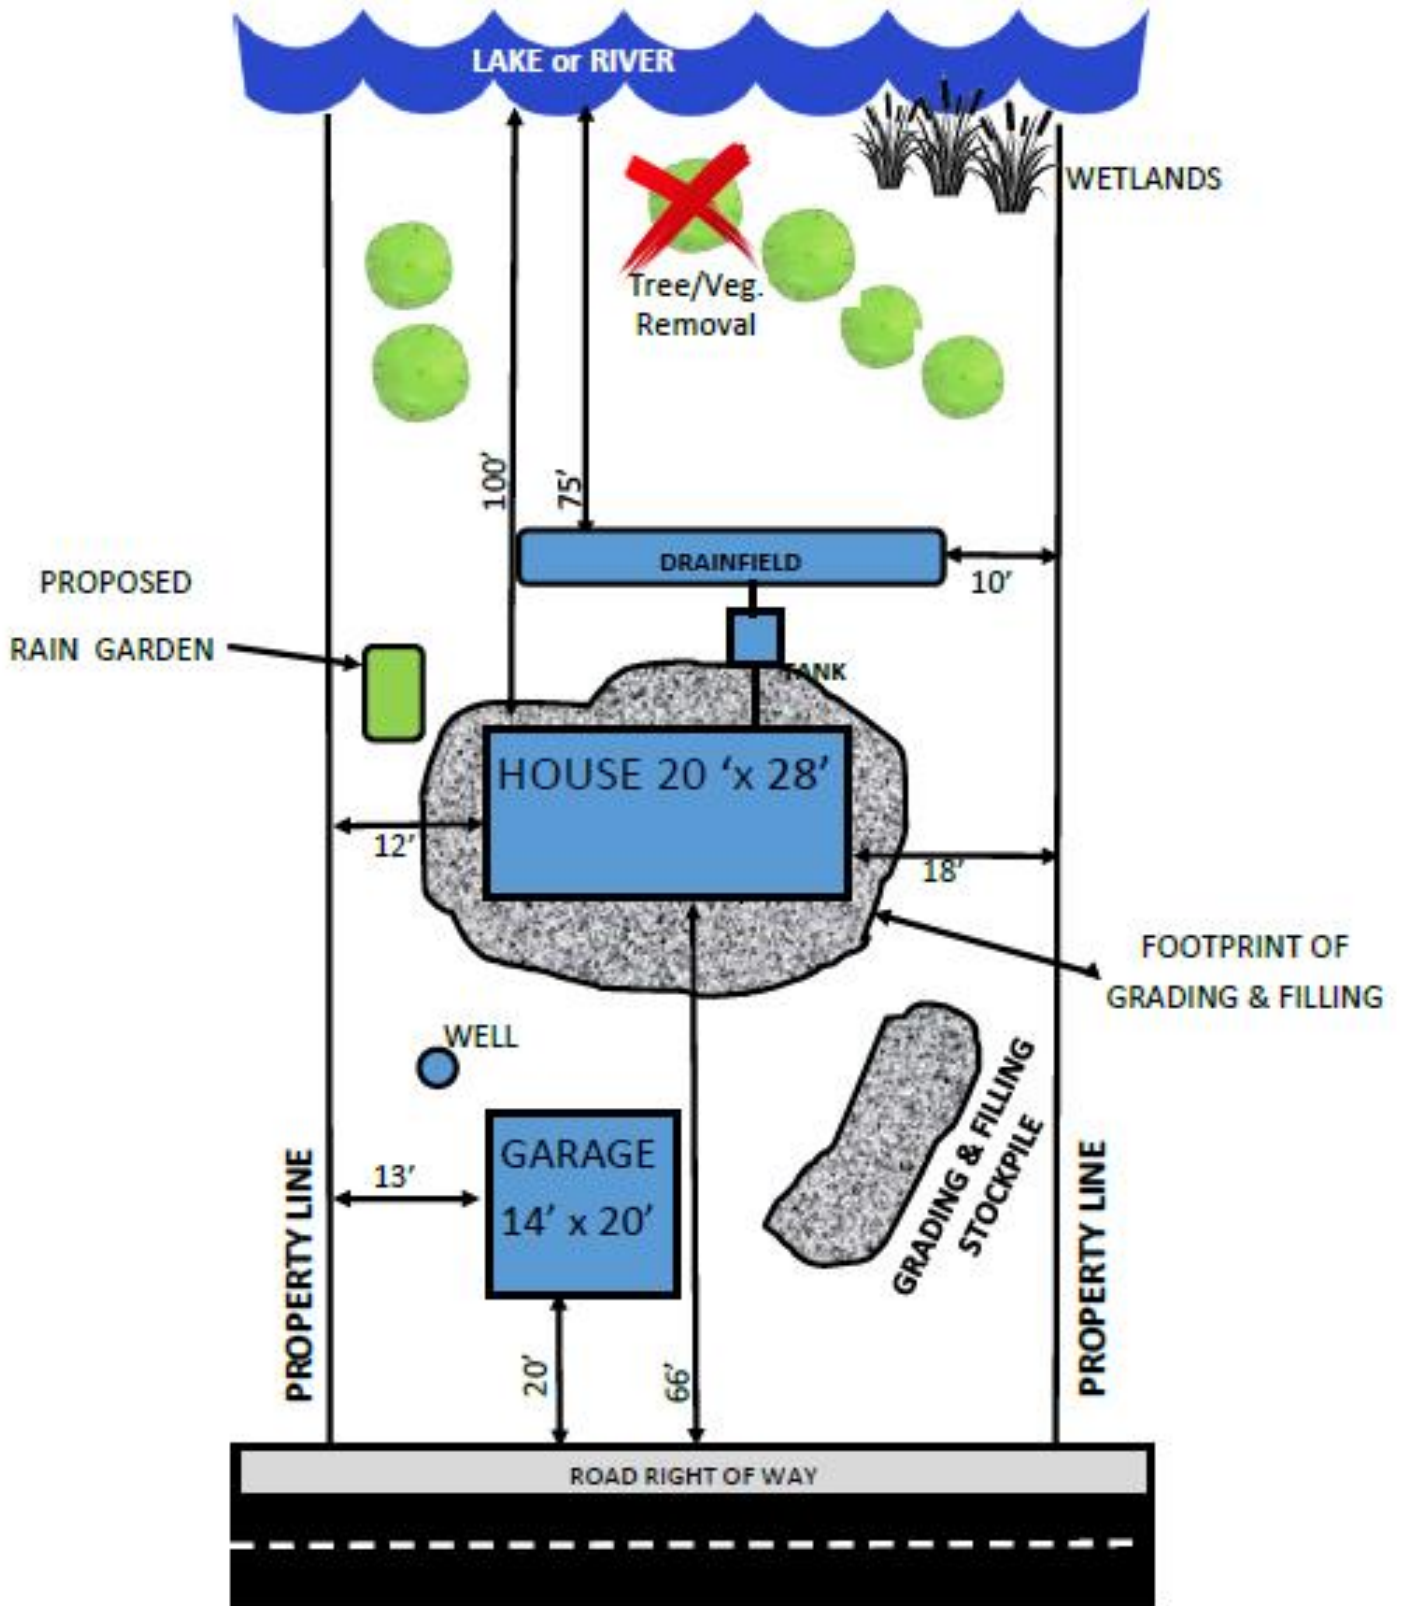 LAKE or RIVER
WETLANDS
Tree/Veg.
Removal
100’
75’
DRAINFIELD
10’
PROPOSED
RAIN GARDEN
TANK
HOUSE 20 ‘x 28’
12’
18’
FOOTPRINT OF
GRADING & FILLING
WELL
GARAGE
14’ x 20’
13’
GRADING & FILLING
STOCKPILE
PROPERTY LINE
PROPERTY LINE
20’
66’
ROAD RIGHT OF WAY